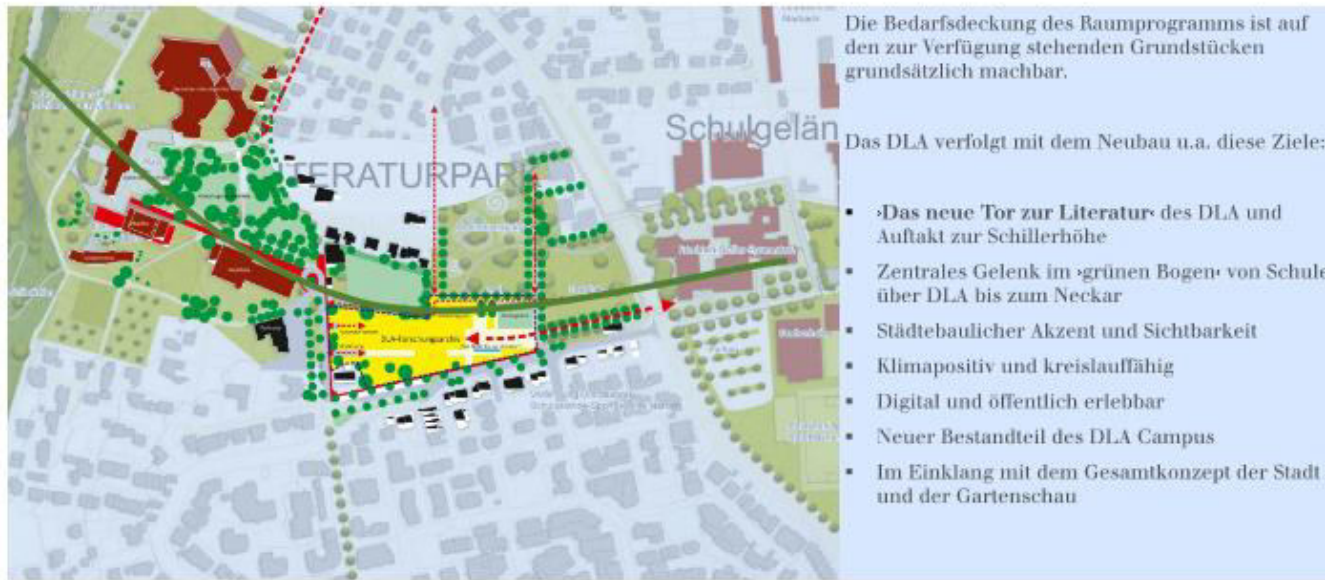 Die Bedarfsdeckung des Raumprogramms ist auf
den zur Verfügung stehenden Grundstücken
grundsätzlich machbar.
Das DLA verfolgt mit dem Neubau u.a. diese Ziele:
▪ ›Das neue Tor zur Literatur‹ des DLA und
Auftakt zur Schillerhöhe
▪ Zentrales Gelenk im ›grünen Bogen‹ von Schule
über DLA bis zum Neckar
▪ Städtebaulicher Akzent und Sichtbarkeit
▪ Klimapositiv und kreislauffähig
▪ Digital und öffentlich erlebbar
▪ Neuer Bestandteil des DLA Campus
▪ Im Einklang mit dem Gesamtkonzept der Stadt
und der Gartenschau
Schulgelän
ITERATURPARK
DLA-Forschungsarchiv